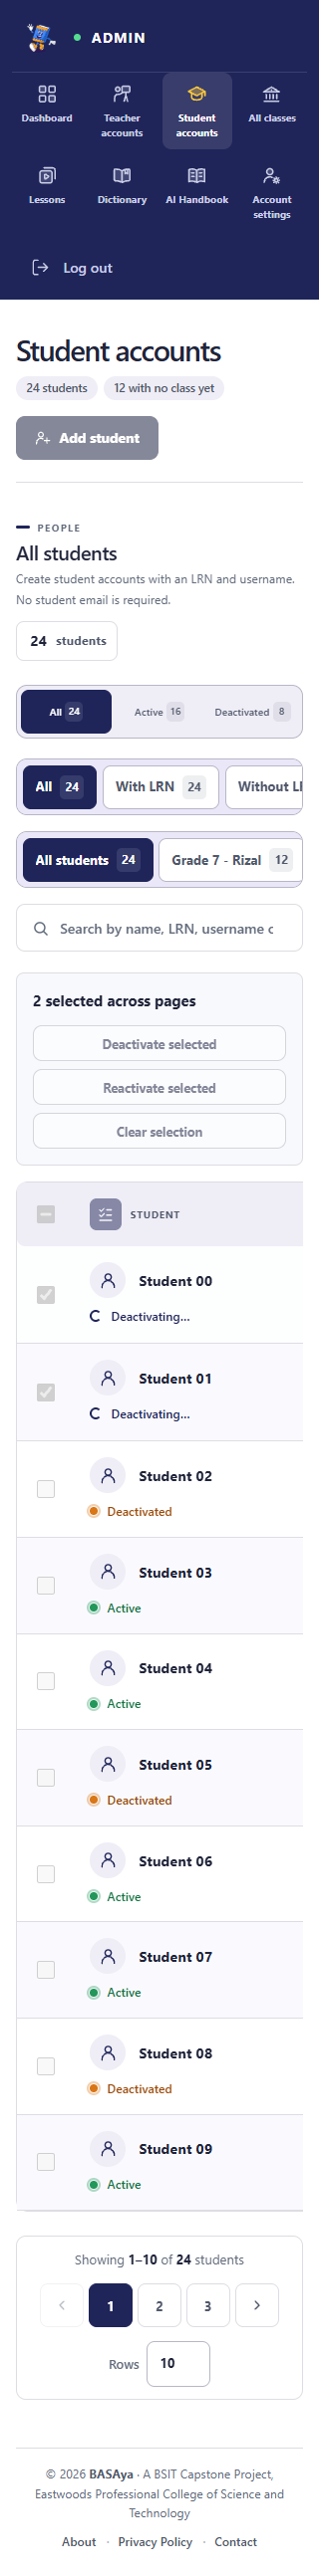 ADMIN
Dashboard
Teacher accounts
Student accounts
All classes
Lessons
Dictionary
AI Handbook
Account settings
Log out
Student accounts
24 students
12 with no class yet
Add student
PEOPLE
All students
Create student accounts with an LRN and username.
No student email is required.
24 students
All 24
Active 16
Deactivated 8
All 24
With LRN 24
Without
All students 24
Grade 7 - Rizal 12
Search by name, LRN, username
2 selected across pages
Deactivate selected
Reactivate selected
Clear selection
STUDENT
Student 00
Deactivating...
Student 01
Deactivating...
Student 02
Deactivated
Student 03
Active
Student 04
Active
Student 05
Deactivated
Student 06
Active
Student 07
Active
Student 08
Deactivated
Student 09
Active
Showing 1–10 of 24 students
1 2 3
Rows 10
© 2026 BASAya · A BSIT Capstone Project,
Eastwoods Professional College of Science and
Technology
About · Privacy Policy · Contact